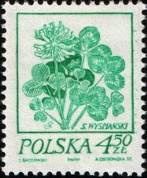 S. WYSPIAŃSKI
POLSKA 4,50
ZŁ.